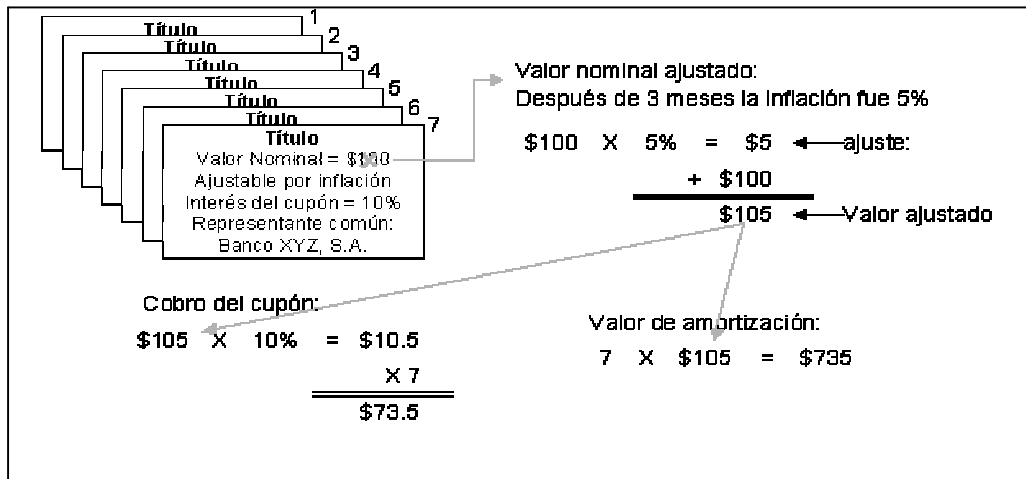 1
Título
2
Título
3
Título
4
Título
5
Título
6
Título
7
Título
Valor Nominal = $100
Ajustable por inflación
Interés del cupón = 10%
Representante común:
Banco XYZ, S.A.
Valor nominal ajustado:
Después de 3 meses la inflación fue 5%
$100 X 5% = $5 ajuste:
+ $100
$105 Valor ajustado
Cobro del cupón:
$105 X 10% = $10.5
X 7
$73.5
Valor de amortización:
7 X $105 = $735